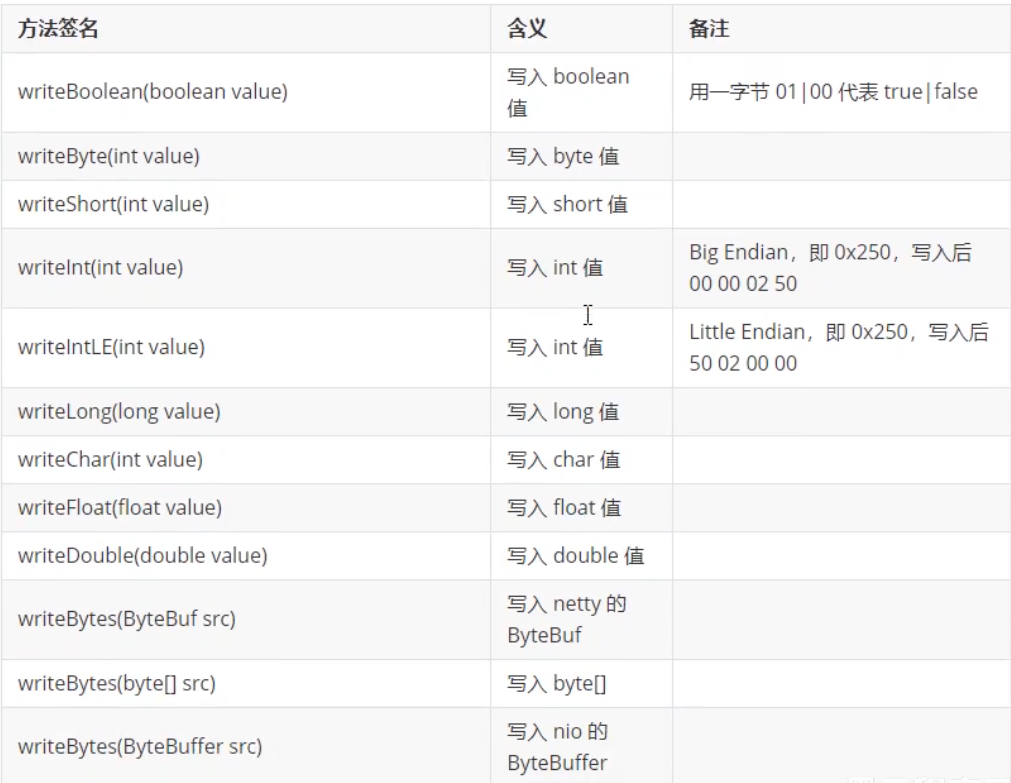 方法签名 含义 备注
writeBoolean(boolean value) 写入 boolean 值 用一字节 01|00 代表 true|false
writeByte(int value) 写入 byte 值
writeShort(int value) 写入 short 值
writeInt(int value) 写入 int 值 Big Endian，即 0x250，写入后 00 00 02 50
writeIntLE(int value) 写入 int 值 Little Endian，即 0x250，写入后 50 02 00 00
writeLong(long value) 写入 long 值
writeChar(int value) 写入 char 值
writeFloat(float value) 写入 float 值
writeDouble(double value) 写入 double 值
writeBytes(ByteBuf src) 写入 netty 的 ByteBuf
writeBytes(byte[] src) 写入 byte[]
writeBytes(ByteBuffer src) 写入 nio 的 ByteBuffer